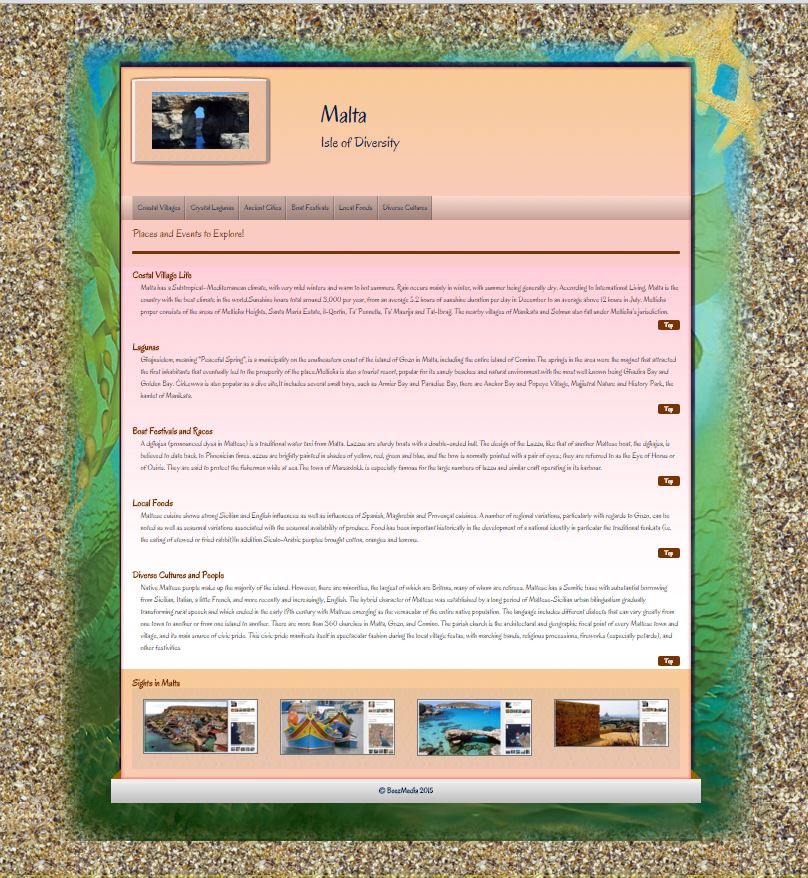 Malta
Isle of Diversity
Coastal Villages
Crystal Lagunas
Ancient Cities
Boat Festivals
Local Foods
Diverse Cultures
Places and Events to Explore!
Costal Village Life
Malta has a Subtropical–Mediterranean climate, with very mild winters and warm to hot summers. Rain occurs mainly in winter, with summer being generally dry. According to International Living, Malta is the
country with the best climate in the world.Sunshine hours total around 3,000 per year, from an average 5.2 hours of sunshine duration per day in December to an average above 12 hours in July. Mellieħa
proper consists of the areas of Mellieħa Heights, Santa Maria Estate, il-Qortin, Ta' Pennella, Ta' Masrija and Tal-Ibraġ. The nearby villages of Manikata and Selmun also fall under Mellieħa's jurisdiction.
Top
Lagunas
Għajnsielem, meaning "Peaceful Spring", is a municipality on the southeastern coast of the island of Gozo in Malta, including the entire island of Comino.The springs in the area were the magnet that attracted
the first inhabitants that eventually led to the prosperity of the place.Mellieħa is also a tourist resort, popular for its sandy beaches and natural environment.with the most well known being Għadira Bay and
Golden Bay. Ċirkewwa is also popular as a dive site.It includes several small bays, such as Armier Bay and Paradise Bay, there are Anchor Bay and Popeye Village, Majjistral Nature and History Park, the
hamlet of Manikata.
Top
Boat Festivals and Races
A dgħajsa (pronounced dysa in Maltese) is a traditional water taxi from Malta. Luzzus are sturdy boats with a double-ended hull. The design of the Luzzu, like that of another Maltese boat, the dgħajsa, is
believed to date back to Phoenician times. uzzus are brightly painted in shades of yellow, red, green and blue, and the bow is normally pointed with a pair of eyes; they are referred to as the Eye of Horus or
of Osiris. They are said to protect the fishermen while at sea.The town of Marsaxlokk is especially famous for the large numbers of luzzu and similar craft operating in its harbour.
Top
Local Foods
Maltese cuisine shows strong Sicilian and English influences as well as influences of Spanish, Maghrebin and Provençal cuisines. A number of regional variations, particularly with regards to Gozo, can be
noted as well as seasonal variations associated with the seasonal availability of produce. Food has been important historically in the development of a national identity in particular the traditional fenkata (i.e.
the eating of stewed or fried rabbit)In addition Siculo-Arabic peoples brought cotton, oranges and lemons.
Top
Diverse Cultures and People
Native Maltese people make up the majority of the island. However, there are minorities, the largest of which are Britons, many of whom are retirees. Maltese has a Semitic base with substantial borrowing
from Sicilian, Italian, a little French, and more recently and increasingly, English. The hybrid character of Maltese was established by a long period of Maltese-Sicilian urban bilingualism gradually
transforming rural speech and which ended in the early 19th century with Maltese emerging as the vernacular of the entire native population. The language includes different dialects that can vary greatly from
one town to another or from one island to another. There are more than 360 churches in Malta, Gozo, and Comino. The parish church is the architectural and geographic focal point of every Maltese town and
village, and its main source of civic pride. This civic pride manifests itself in spectacular fashion during the local village festas, with marching bands, religious processions, fireworks (especially petards), and
other festivities.
Top
Sights in Malta
© BeezMedia 2015